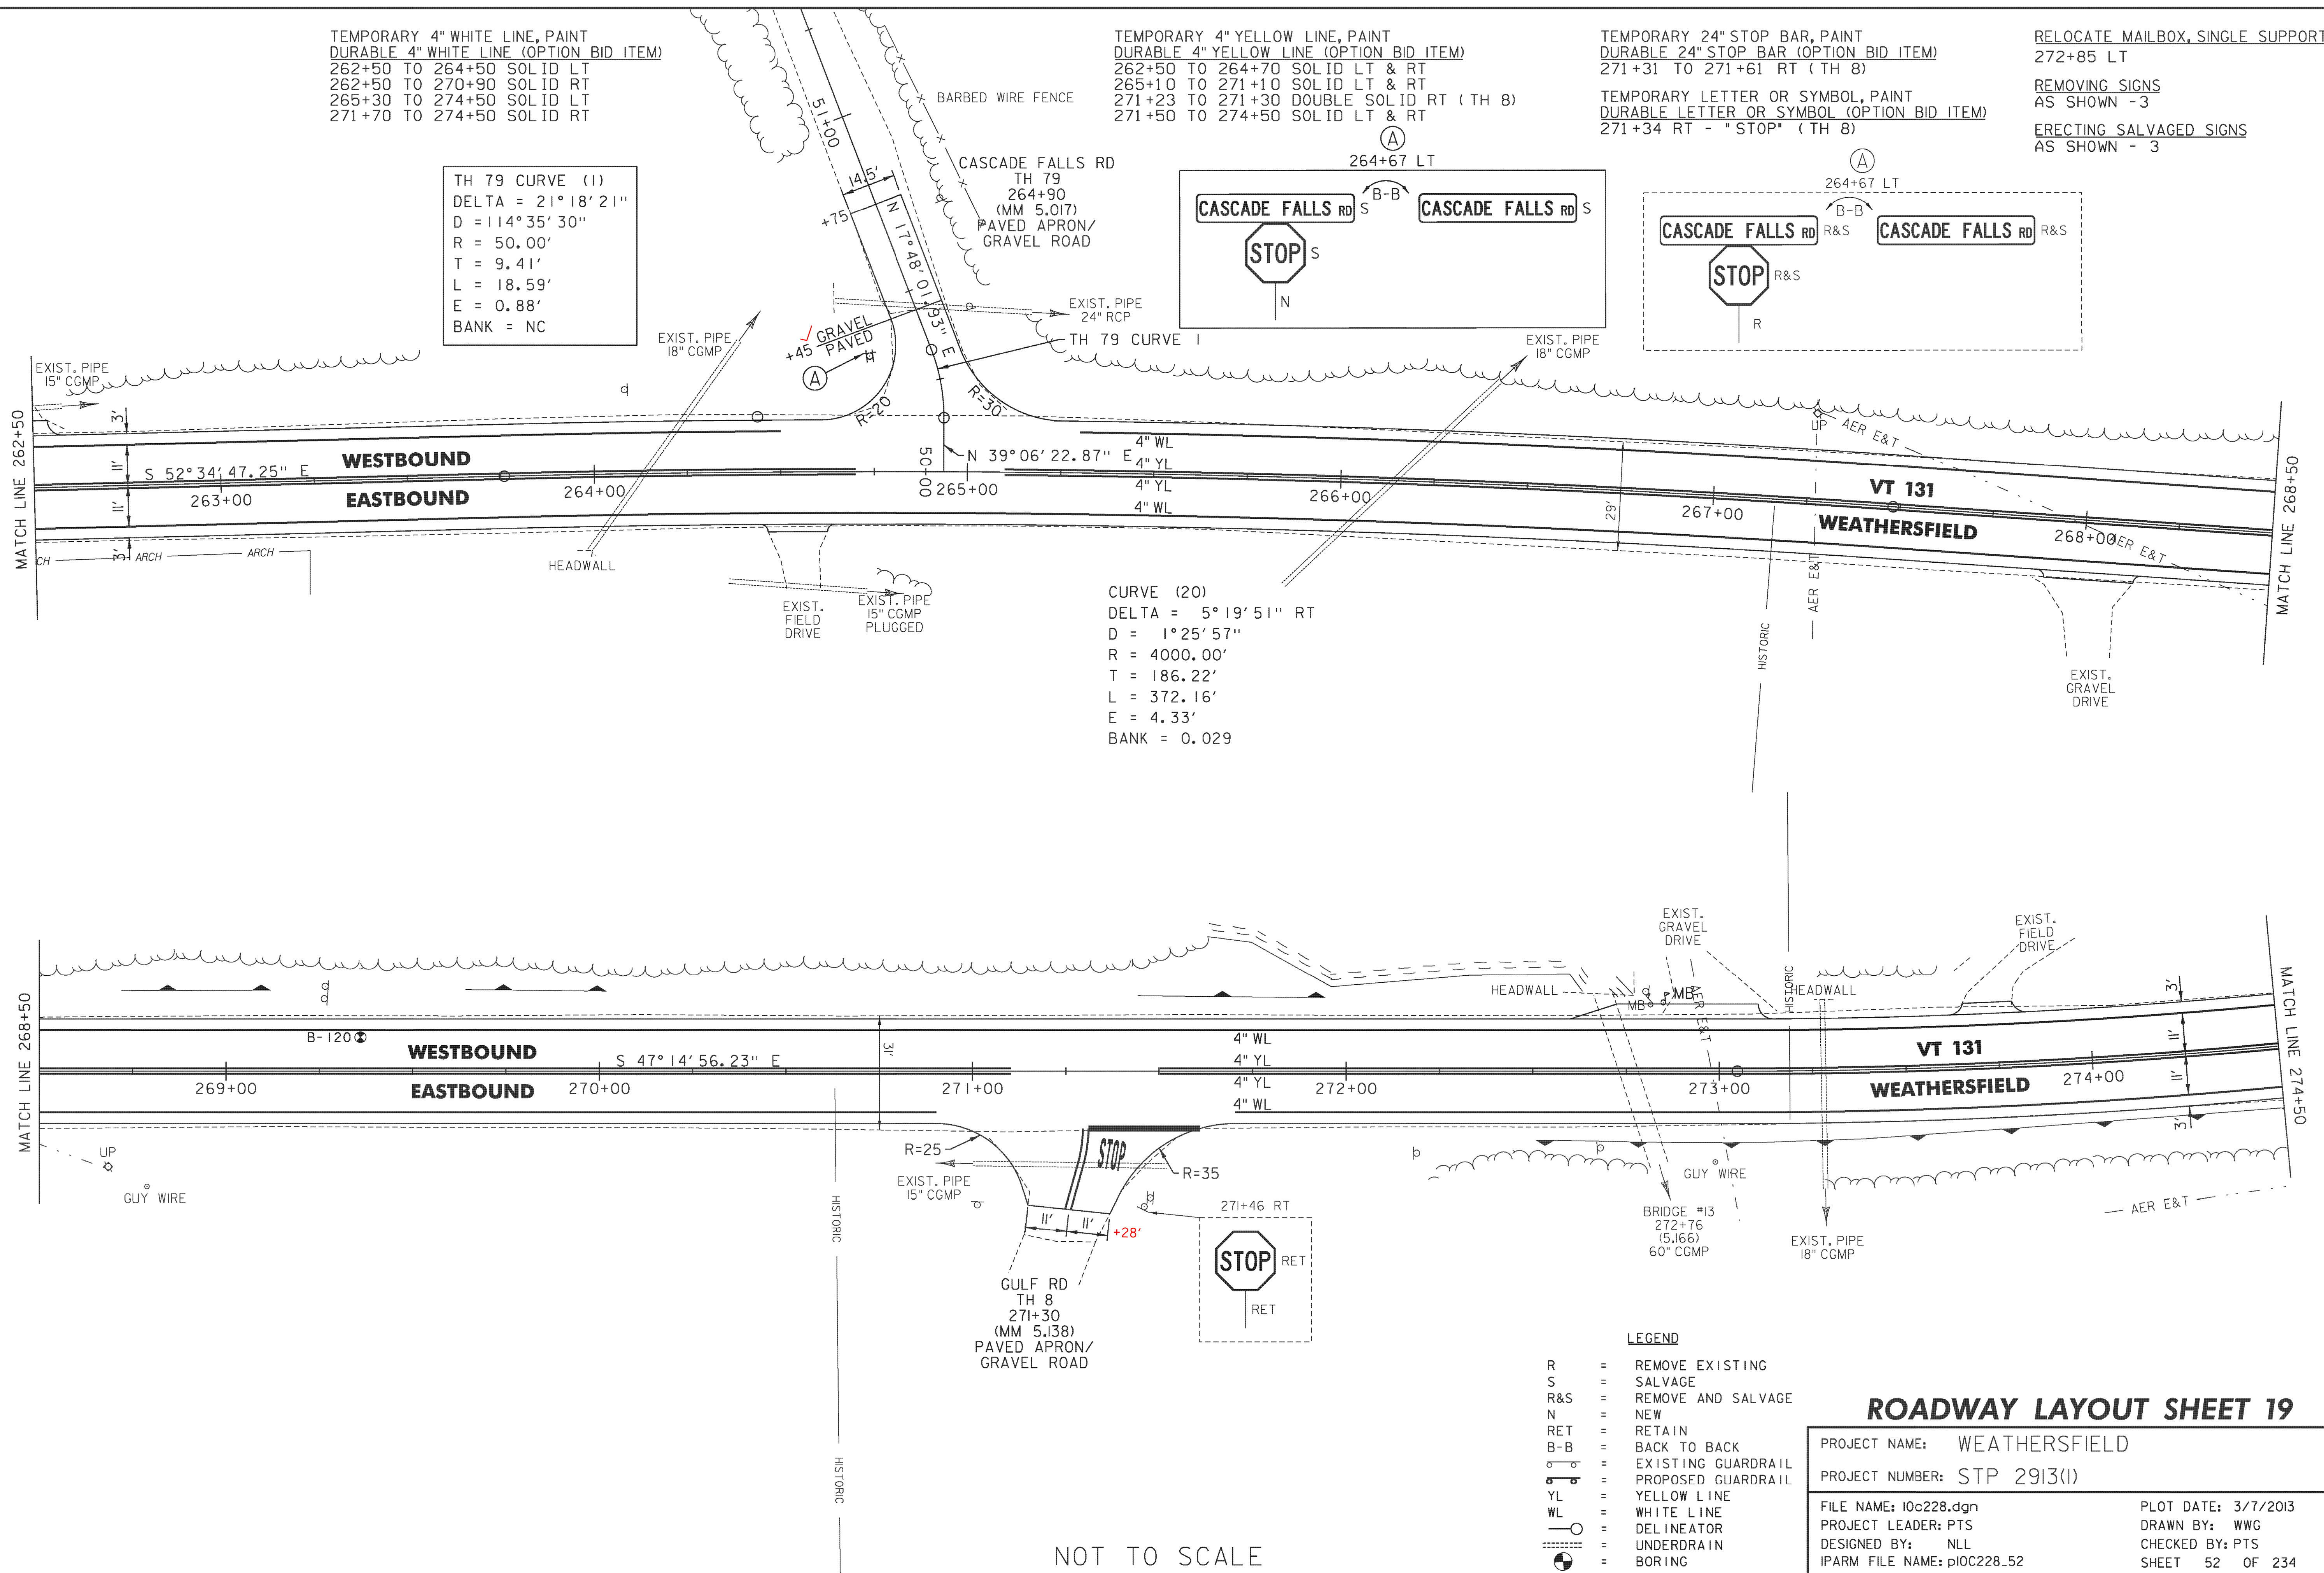 TEMPORARY 4" WHITE LINE, PAINT
DURABLE 4" WHITE LINE (OPTION BID ITEM)
262+50 TO 264+50 SOLID LT
262+50 TO 270+90 SOLID RT
265+30 TO 274+50 SOLID LT
271+70 TO 274+50 SOLID RT
TEMPORARY 4" YELLOW LINE, PAINT
DURABLE 4" YELLOW LINE (OPTION BID ITEM)
262+50 TO 264+70 SOLID LT & RT
265+10 TO 271+10 SOLID LT & RT
271+23 TO 271+30 DOUBLE SOLID RT (TH 8)
271+50 TO 274+50 SOLID LT & RT
TEMPORARY 24" STOP BAR, PAINT
DURABLE 24" STOP BAR (OPTION BID ITEM)
271+31 TO 271+61 RT (TH 8)
TEMPORARY LETTER OR SYMBOL, PAINT
DURABLE LETTER OR SYMBOL (OPTION BID ITEM)
271+34 RT - "STOP" (TH 8)
RELOCATE MAILBOX, SINGLE SUPPORT
272+85 LT
REMOVING SIGNS
AS SHOWN -3
ERECTING SALVAGED SIGNS
AS SHOWN - 3
TH 79 CURVE (1)
DELTA = 21°18'21"
D =114°35'30"
R = 50.00'
T = 9.41'
L = 18.59'
E = 0.88'
BANK = NC
51+00
BARBED WIRE FENCE
CASCADE FALLS RD
TH 79
264+90
(MM 5.017)
PAVED APRON/
GRAVEL ROAD
14.5'
+75
N 17°48'01.93" E
A
264+67 LT
B-B
CASCADE FALLS RD S
CASCADE FALLS RD S
STOP S
N
A
264+67 LT
B-B
CASCADE FALLS RD R&S
CASCADE FALLS RD R&S
STOP R&S
R
EXIST. PIPE
24" RCP
TH 79 CURVE 1
EXIST. PIPE
18" CGMP
GRAVEL
+45 PAVED
A
EXIST. PIPE
18" CGMP
EXIST. PIPE
15" CGMP
R=20
R=30
MATCH LINE 262+50
3'
11'
11'
3'
S 52°34'47.25" E
WESTBOUND
EASTBOUND
263+00
264+00
50+00
N 39°06'22.87" E
265+00
4" WL
4" YL
4" YL
4" WL
266+00
29'
267+00
UP
AER E&T
VT 131
WEATHERSFIELD
268+00
AER E&T
MATCH LINE 268+50
CH
ARCH
ARCH
HEADWALL
EXIST.
FIELD
DRIVE
EXIST. PIPE
15" CGMP
PLUGGED
CURVE (20)
DELTA = 5°19'51" RT
D = 1°25'57"
R = 4000.00'
T = 186.22'
L = 372.16'
E = 4.33'
BANK = 0.029
HISTORIC
AER E&T
EXIST.
GRAVEL
DRIVE
MATCH LINE 268+50
B-120
WESTBOUND
EASTBOUND
S 47°14'56.23" E
269+00
270+00
31'
271+00
4" WL
4" YL
4" YL
4" WL
272+00
HEADWALL
EXIST.
GRAVEL
DRIVE
MB
MB
AER E&T
HISTORIC
HEADWALL
EXIST.
FIELD
DRIVE
273+00
VT 131
WEATHERSFIELD
274+00
3'
11'
11'
3'
MATCH LINE 274+50
UP
GUY WIRE
R=25
EXIST. PIPE
15" CGMP
STOP
R=35
11'
11'
+28'
GULF RD
TH 8
271+30
(MM 5.138)
PAVED APRON/
GRAVEL ROAD
271+46 RT
STOP RET
RET
HISTORIC
HISTORIC
GUY WIRE
BRIDGE #13
272+76
(5.166)
60" CGMP
EXIST. PIPE
18" CGMP
AER E&T
LEGEND
R = REMOVE EXISTING
S = SALVAGE
R&S = REMOVE AND SALVAGE
N = NEW
RET = RETAIN
B-B = BACK TO BACK
= EXISTING GUARDRAIL
= PROPOSED GUARDRAIL
YL = YELLOW LINE
WL = WHITE LINE
= DELINEATOR
= UNDERDRAIN
= BORING
NOT TO SCALE
ROADWAY LAYOUT SHEET 19
PROJECT NAME: WEATHERSFIELD
PROJECT NUMBER: STP 2913(1)
FILE NAME: 10c228.dgn
PLOT DATE: 3/7/2013
PROJECT LEADER: PTS
DRAWN BY: WWG
DESIGNED BY: NLL
CHECKED BY: PTS
IPARM FILE NAME: p10C228_52
SHEET 52 OF 234